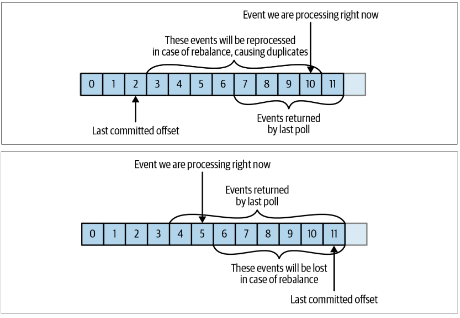 Event we are processing right now
These events will be reprocessed
in case of rebalance, causing duplicates
0 1 2 3 4 5 6 7 8 9 10 11
Last committed offset
Events returned
by last poll
Event we are processing right now
Events returned
by last poll
0 1 2 3 4 5 6 7 8 9 10 11
These events will be lost
in case of rebalance
Last committed offset